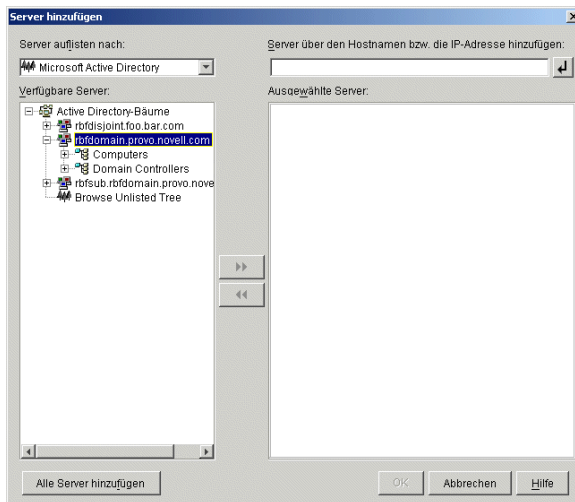 Server hinzufügen
Server auflisten nach:
Microsoft Active Directory
Server über den Hostnamen bzw. die IP-Adresse hinzufügen:
Verfügbare Server:
Active Directory-Bäume
rbfdisjoint.foo.bar.com
rbfdomain.provo.novell.com
Computers
Domain Controllers
rbfsub.rbfdomain.provo.nove
Browse Unlisted Tree
Ausgewählte Server:
Alle Server hinzufügen
OK
Abbrechen
Hilfe